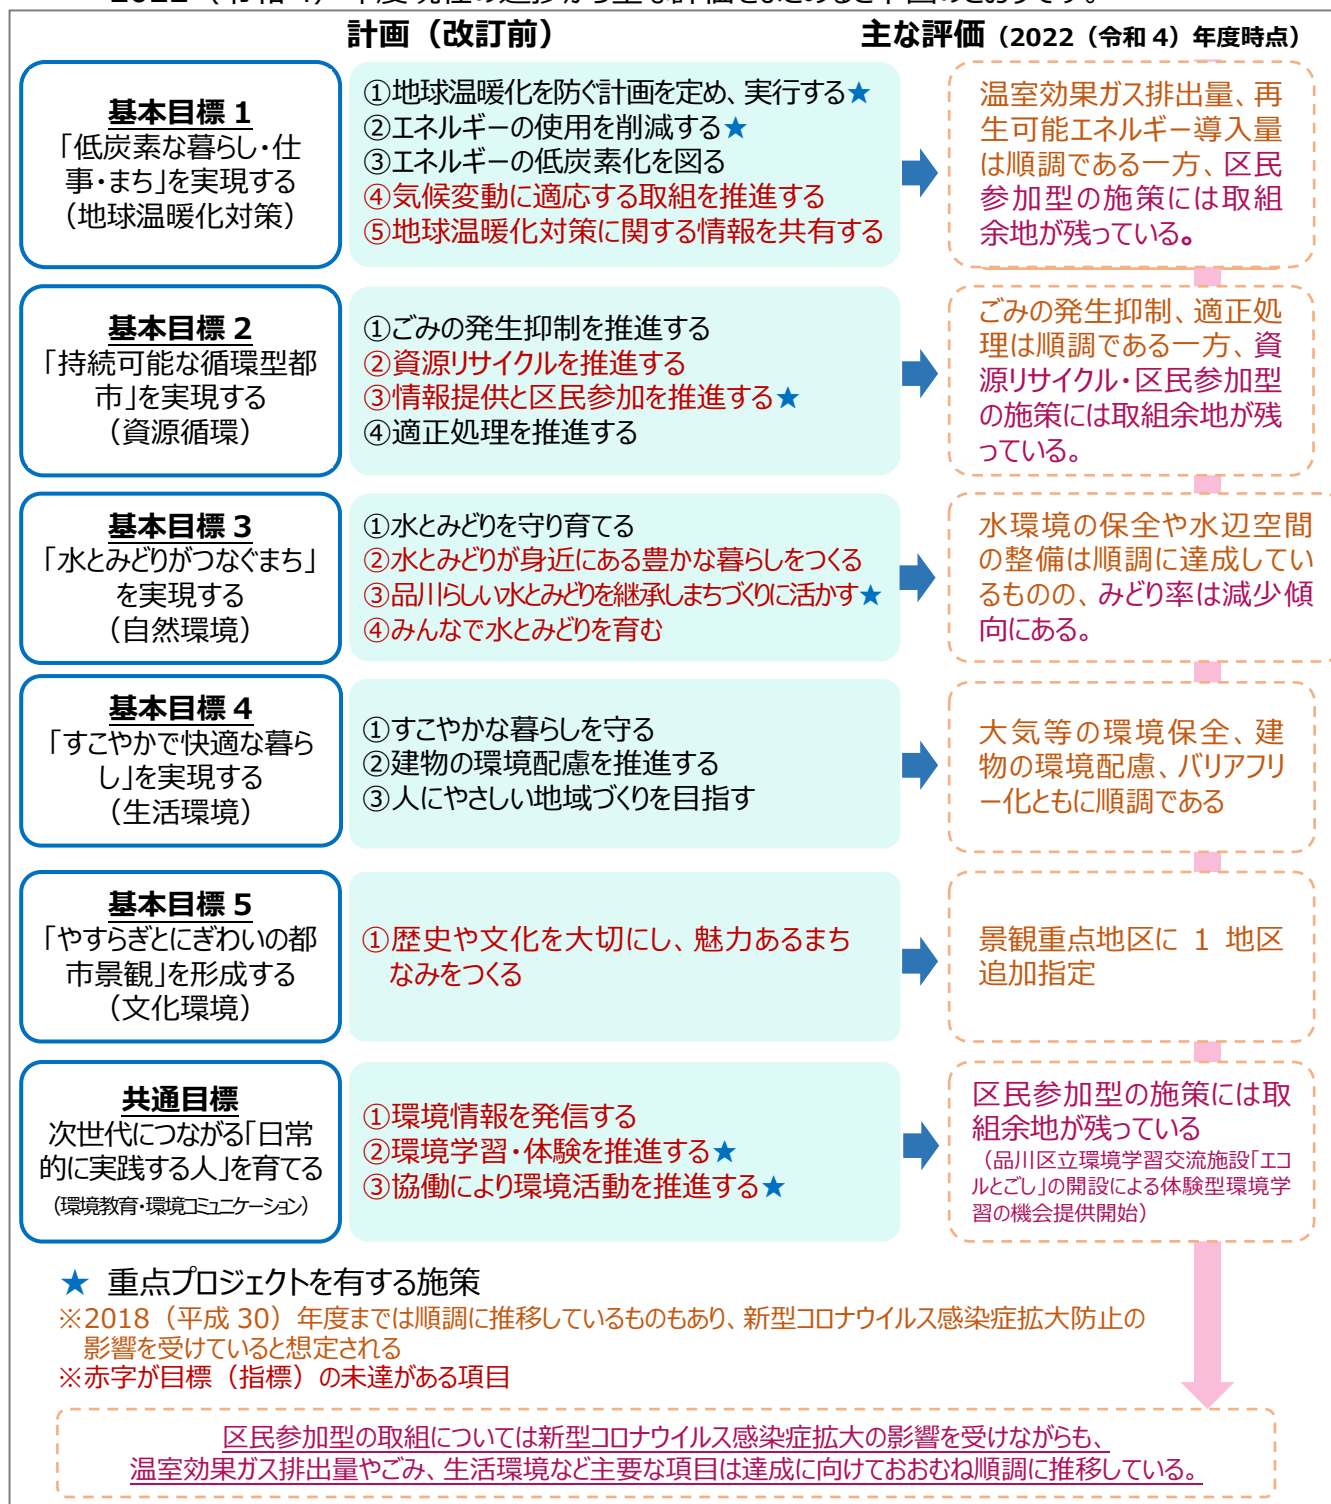 計画（改訂前）
主な評価（2022（令和４）年度時点）
基本目標１
「低炭素な暮らし・仕
事・まち」を実現する
（地球温暖化対策）
①地球温暖化を防ぐ計画を定め、実行する★
②エネルギーの使用を削減する★
③エネルギーの低炭素化を図る
④気候変動に適応する取組を推進する
⑤地球温暖化対策に関する情報を共有する
温室効果ガス排出量、再
生可能エネルギー導入量
は順調である一方、区民
参加型の施策には取組
余地が残っている。
基本目標２
「持続可能な循環型都
市」を実現する
（資源循環）
①ごみの発生抑制を推進する
②資源リサイクルを推進する
③情報提供と区民参加を推進する★
④適正処理を推進する
ごみの発生抑制、適正処
理は順調である一方、資
源リサイクル・区民参加型
の施策には取組余地が残
っている。
基本目標３
「水とみどりがつなぐまち」
を実現する
（自然環境）
①水とみどりを守り育てる
②水とみどりが身近にある豊かな暮らしをつくる
③品川らしい水とみどりを継承しまちづくりに活かす★
④みんなで水とみどりを育む
水環境の保全や水辺空間
の整備は順調に達成してい
るものの、みどり率は減少傾
向にある。
基本目標４
「すこやかで快適な暮ら
し」を実現する
（生活環境）
①すこやかな暮らしを守る
②建物の環境配慮を推進する
③人にやさしい地域づくりを目指す
大気等の環境保全、建
物の環境配慮、バリアフリ
ー化ともに順調である
基本目標５
「やすらぎとにぎわいの都
市景観」を形成する
（文化環境）
①歴史や文化を大切にし、魅力あるまち
なみをつくる
景観重点地区に 1 地区
追加指定
共通目標
次世代につながる「日常
的に実践する人」を育てる
（環境教育・環境コミュニケーション）
①環境情報を発信する
②環境学習・体験を推進する★
③協働により環境活動を推進する★
区民参加型の施策には取
組余地が残っている
（品川区立環境学習交流施設「エコ
ルとごし」の開設による体験型環境学
習の機会提供開始）
★ 重点プロジェクトを有する施策
※2018（平成 30）年度までは順調に推移しているものもあり、新型コロナウイルス感染症拡大防止の
影響を受けていると想定される
※赤字が目標（指標）の未達がある項目
区民参加型の取組については新型コロナウイルス感染症拡大の影響を受けながらも、
温室効果ガス排出量やごみ、生活環境など主要な項目は達成に向けておおむね順調に推移している。